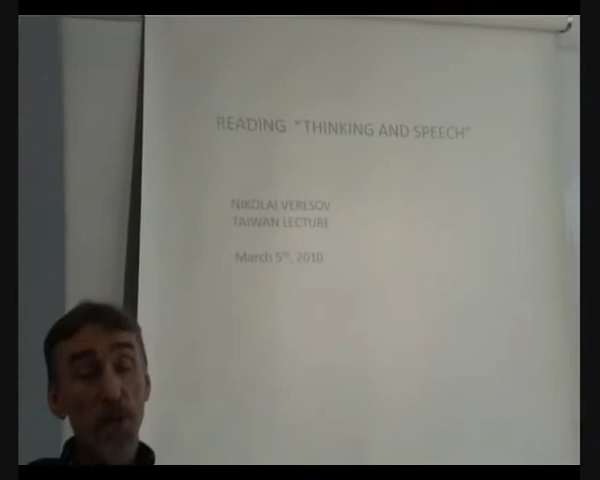 READING "THINKING AND SPEECH"
NIKOLAI VERESOV
TAIWAN LECTURE
March 5th, 2010